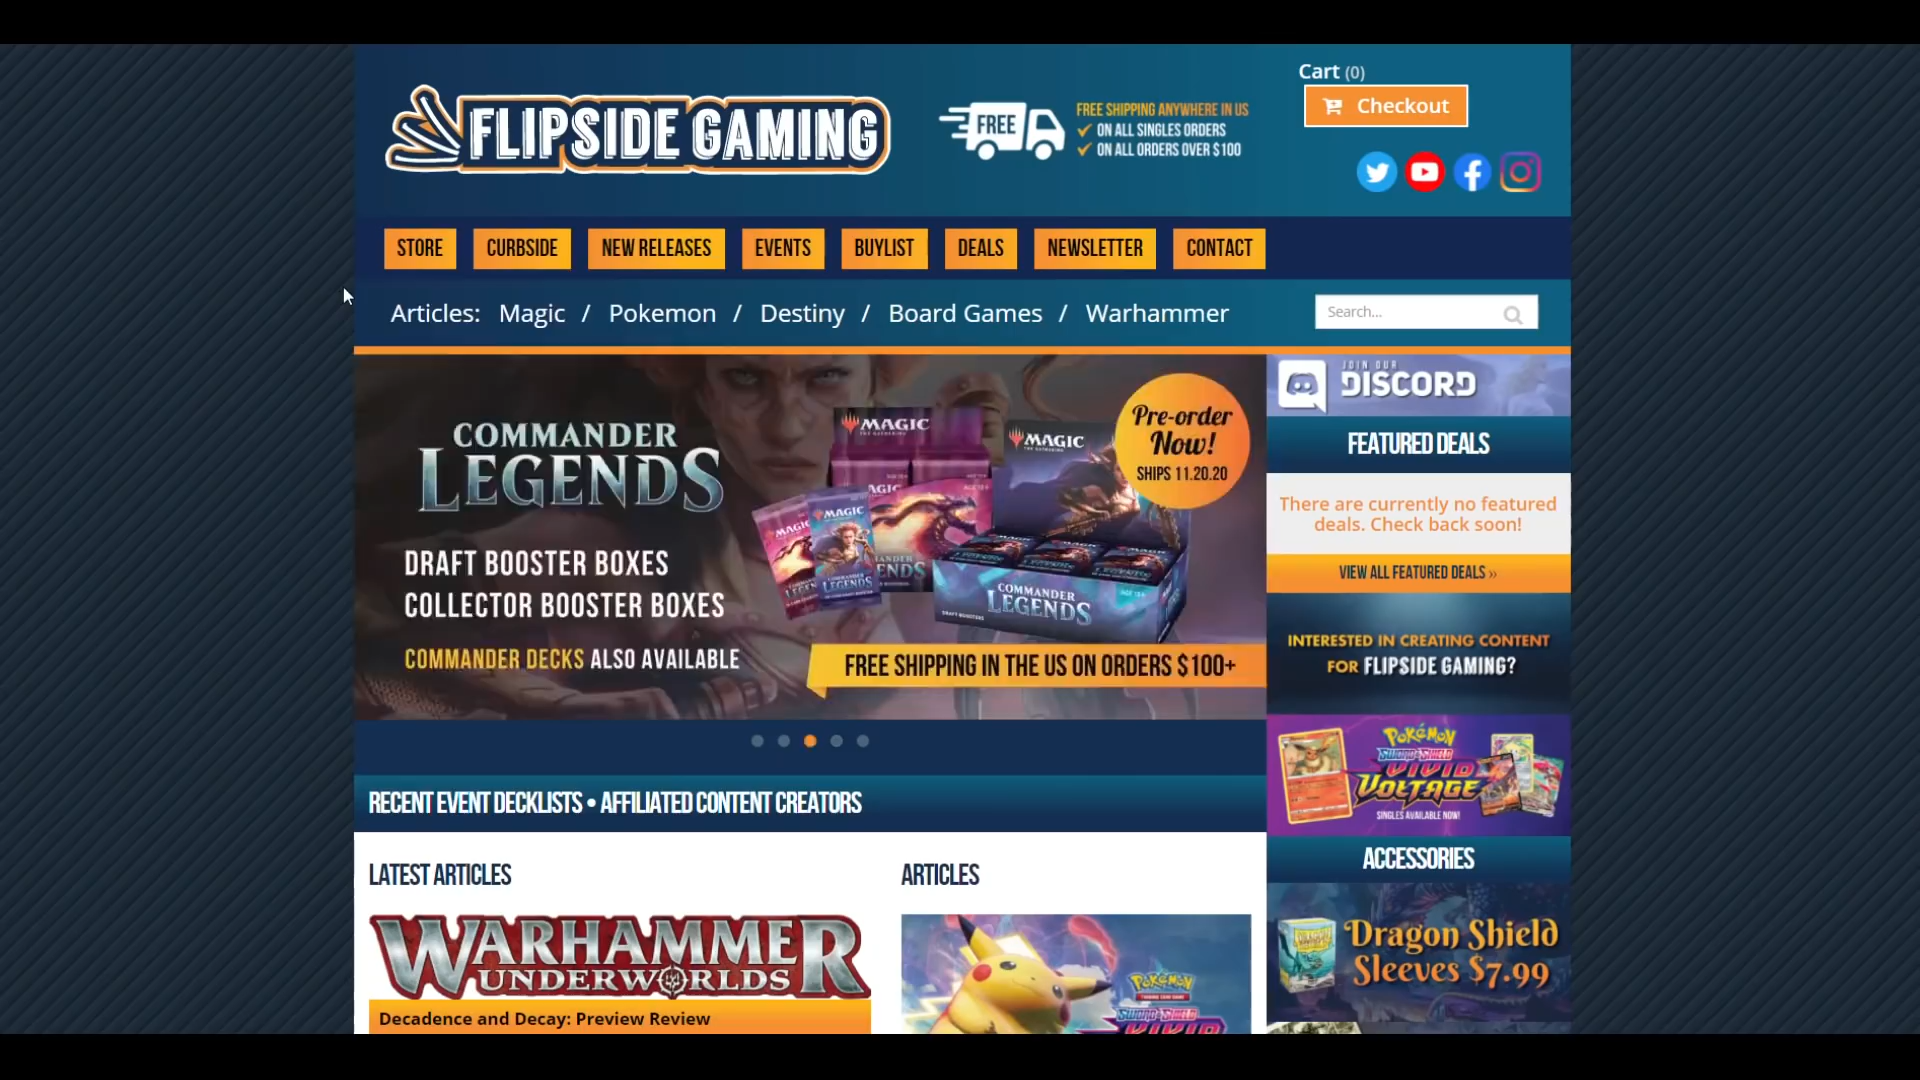 Cart (0)
Checkout
FLIPSIDE GAMING
FREE
FREE SHIPPING ANYWHERE IN US
ON ALL SINGLES ORDERS
ON ALL ORDERS OVER $100
STORE
CURBSIDE
NEW RELEASES
EVENTS
BUYLIST
DEALS
NEWSLETTER
CONTACT
Articles: Magic / Pokemon / Destiny / Board Games / Warhammer
Search...
COMMANDER
LEGENDS
DRAFT BOOSTER BOXES
COLLECTOR BOOSTER BOXES
COMMANDER DECKS ALSO AVAILABLE
MAGIC
MAGIC
MAGIC
COMMANDER
LEGENDS
Pre-order
Now!
SHIPS 11.20.20
FREE SHIPPING IN THE US ON ORDERS $100+
JOIN OUR
DISCORD
FEATURED DEALS
There are currently no featured
deals. Check back soon!
VIEW ALL FEATURED DEALS »
INTERESTED IN CREATING CONTENT
FOR FLIPSIDE GAMING?
POKÉMON
SWORD & SHIELD
VIVID
VOLTAGE
SINGLES AVAILABLE NOW!
RECENT EVENT DECKLISTS • AFFILIATED CONTENT CREATORS
LATEST ARTICLES
WARHAMMER
UNDERWORLDS
Decadence and Decay: Preview Review
ARTICLES
POKÉMON
SWORD & SHIELD
ACCESSORIES
Dragon Shield
Sleeves $7.99